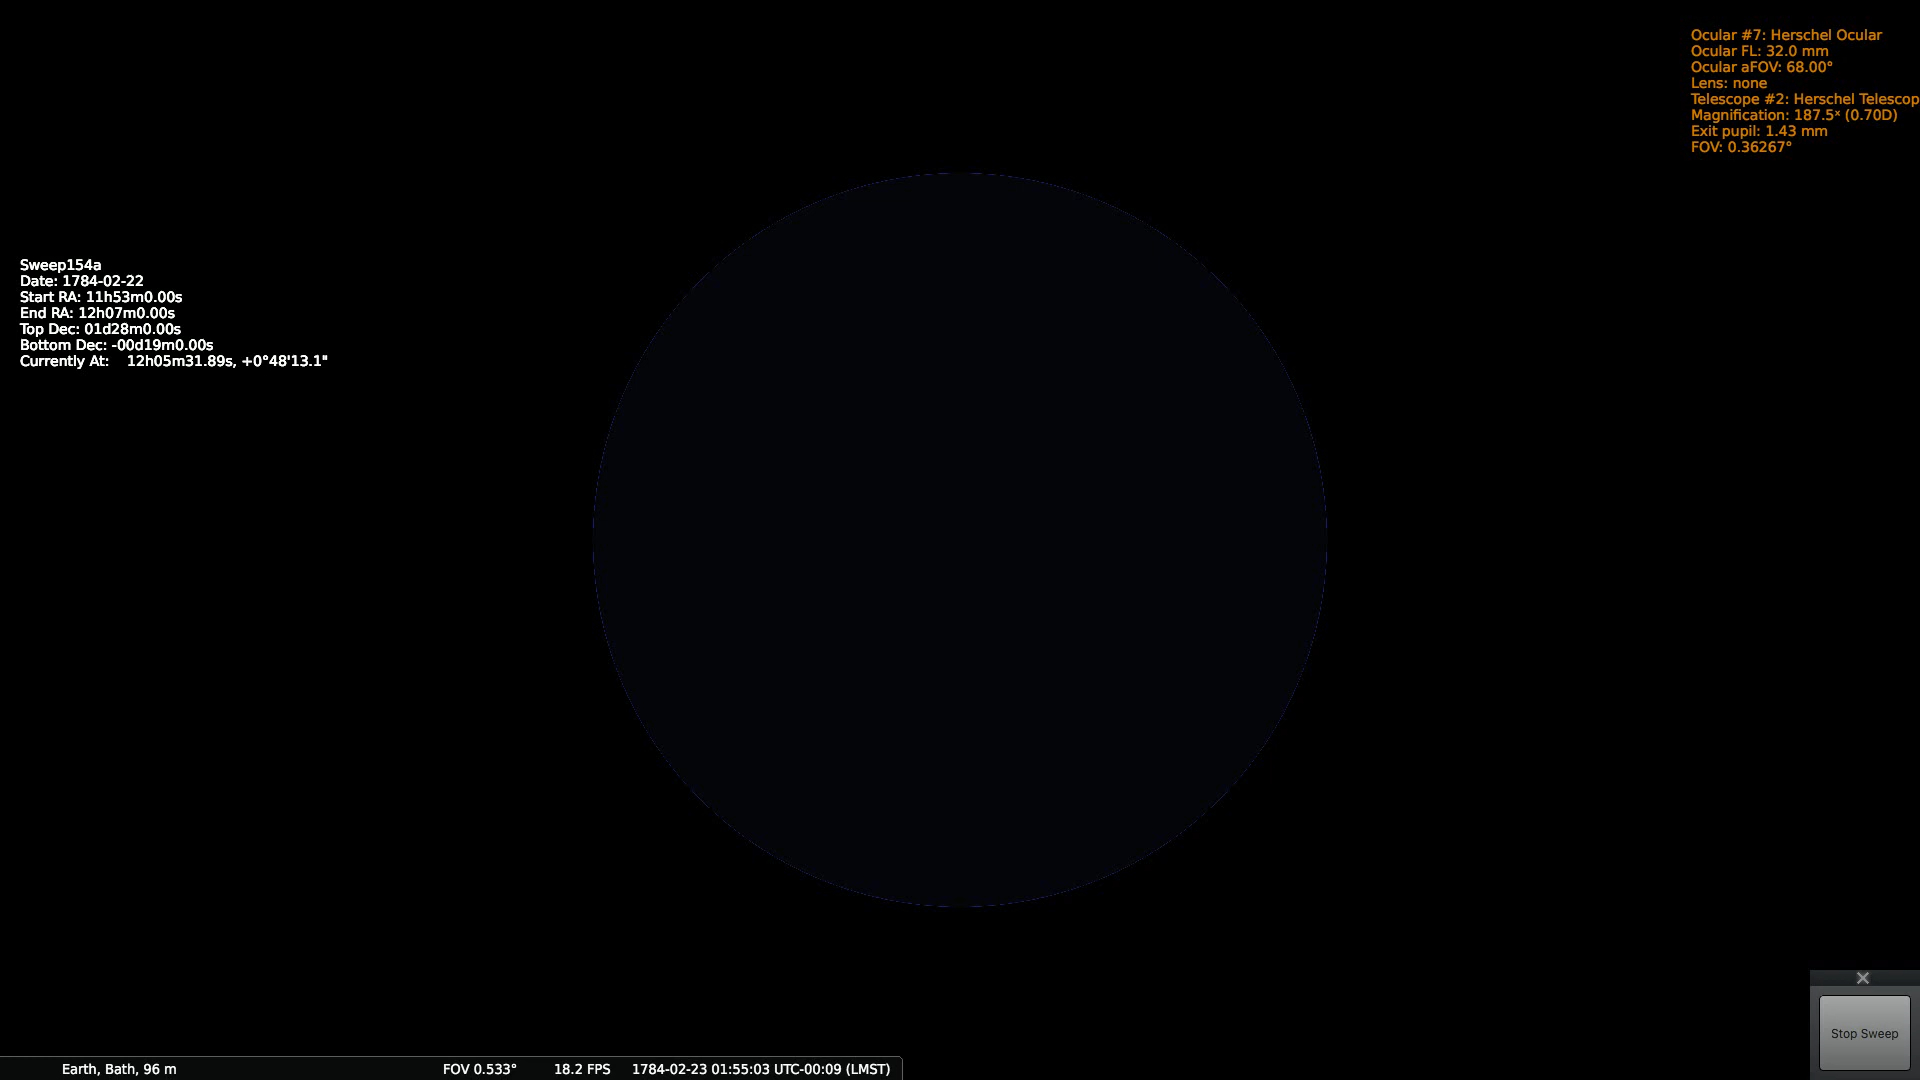 Ocular #7: Herschel Ocular
Ocular FL: 32.0 mm
Ocular aFOV: 68.00°
Lens: none
Telescope #2: Herschel Telescop
Magnification: 187.5ˣ (0.70D)
Exit pupil: 1.43 mm
FOV: 0.36267°
Sweep154a
Date: 1784-02-22
Start RA: 11h53m0.00s
End RA: 12h07m0.00s
Top Dec: 01d28m0.00s
Bottom Dec: -00d19m0.00s
Currently At: 12h05m31.89s, +0°48'13.1"
Stop Sweep
Earth, Bath, 96 m FOV 0.533° 18.2 FPS 1784-02-23 01:55:03 UTC-00:09 (LMST)